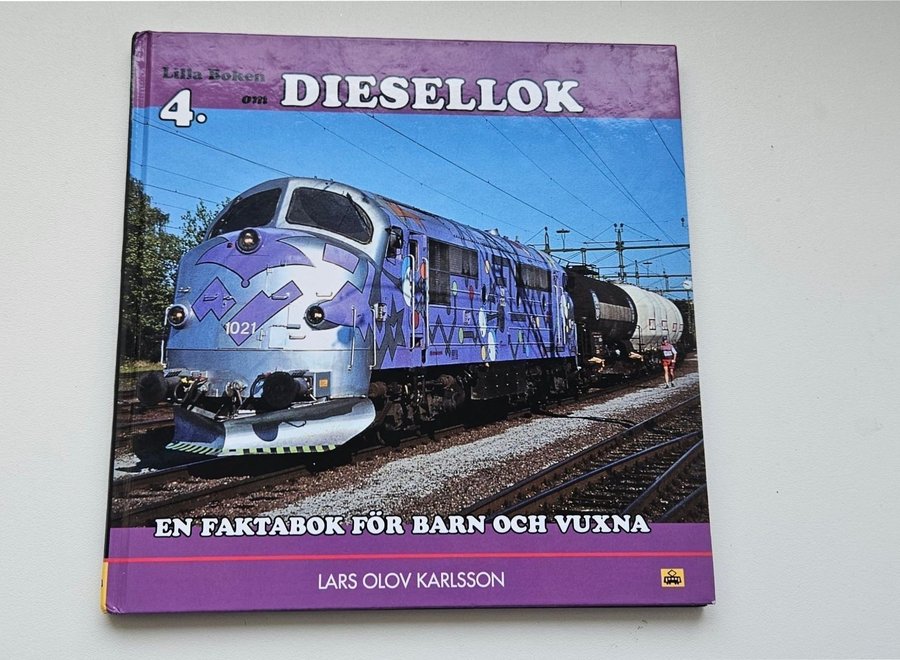 Lilla Boken
4. om DIESELLOK
1021
EN FAKTABOK FÖR BARN OCH VUXNA
LARS OLOV KARLSSON